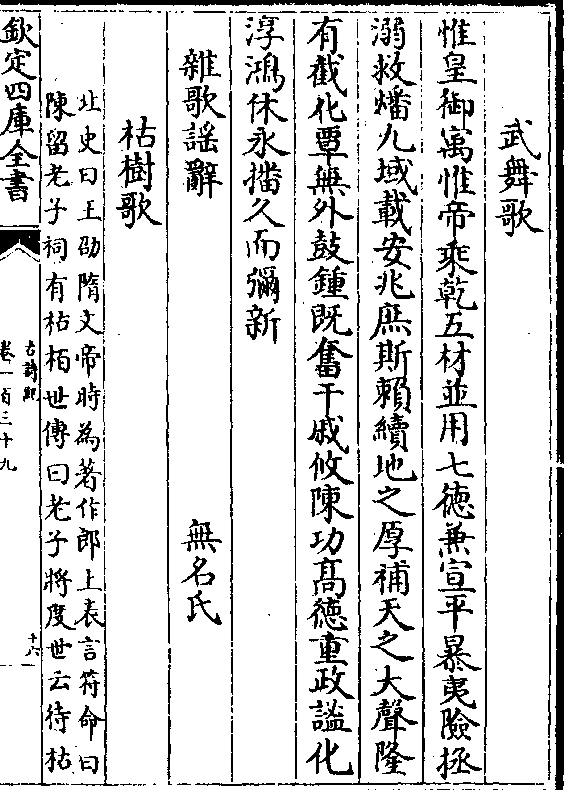 武舞歌
惟皇御㝢惟帝乘乾五材並用七徳兼宣平暴夷險拯
溺救燔九域載安兆庶斯賴續地之厚補天之大聲隆
有截化覃無外鼓鍾既奮干戚攸陳功髙徳重政謐化
淳鴻休永播久而彌新
雜歌謡辭 無名氏
枯樹歌
北史曰王劭隋文帝時為著作郎上表言符命曰
陳留老子祠有枯栢世傳曰老子將度世云待枯
欽定四庫全書
古詩紀
卷一百三十九
十六